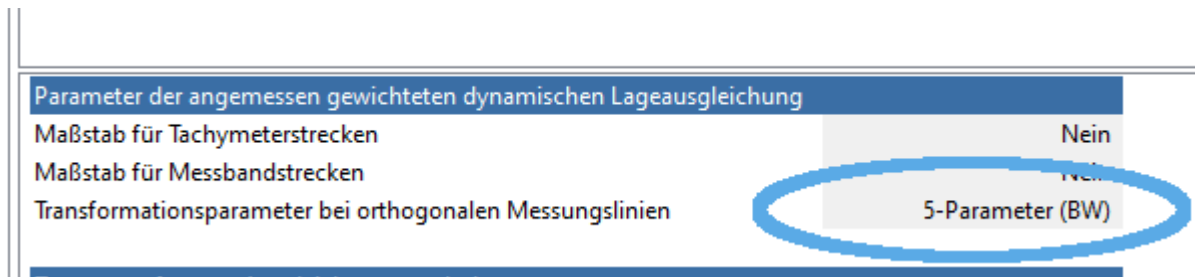 Parameter der angemessen gewichteten dynamischen Lageausgleichung
Maßstab für Tachymeterstrecken Nein
Maßstab für Messbandstrecken Nein
Transformationsparameter bei orthogonalen Messungslinien 5-Parameter (BW)